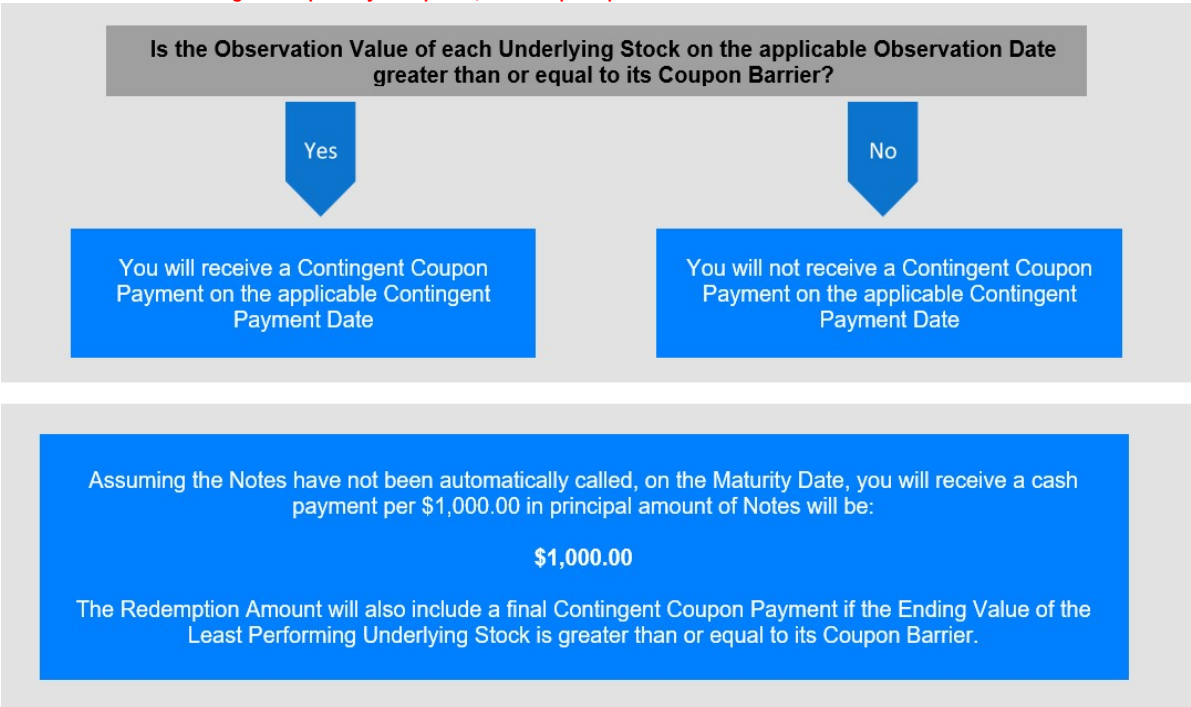 Is the Observation Value of each Underlying Stock on the applicable Observation Date
greater than or equal to its Coupon Barrier?
Yes
No
You will receive a Contingent Coupon
Payment on the applicable Contingent
Payment Date
You will not receive a Contingent Coupon
Payment on the applicable Contingent
Payment Date
Assuming the Notes have not been automatically called, on the Maturity Date, you will receive a cash
payment per $1,000.00 in principal amount of Notes will be:
$1,000.00
The Redemption Amount will also include a final Contingent Coupon Payment if the Ending Value of the
Least Performing Underlying Stock is greater than or equal to its Coupon Barrier.